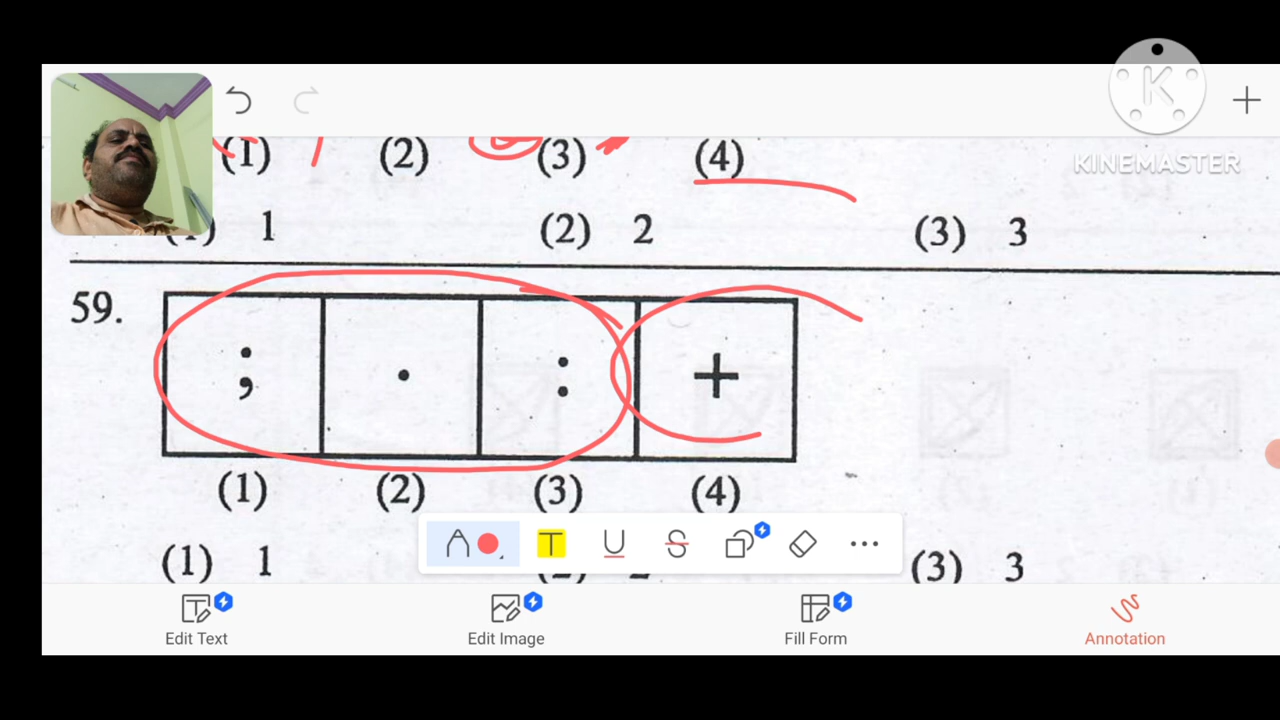 (1) (2) (3) (4)
KINEMASTER
1 (2) 2 (3) 3
59.
; . : +
(1) (2) (3) (4)
(1) 1 (3) 3
Edit Text Edit Image Fill Form Annotation